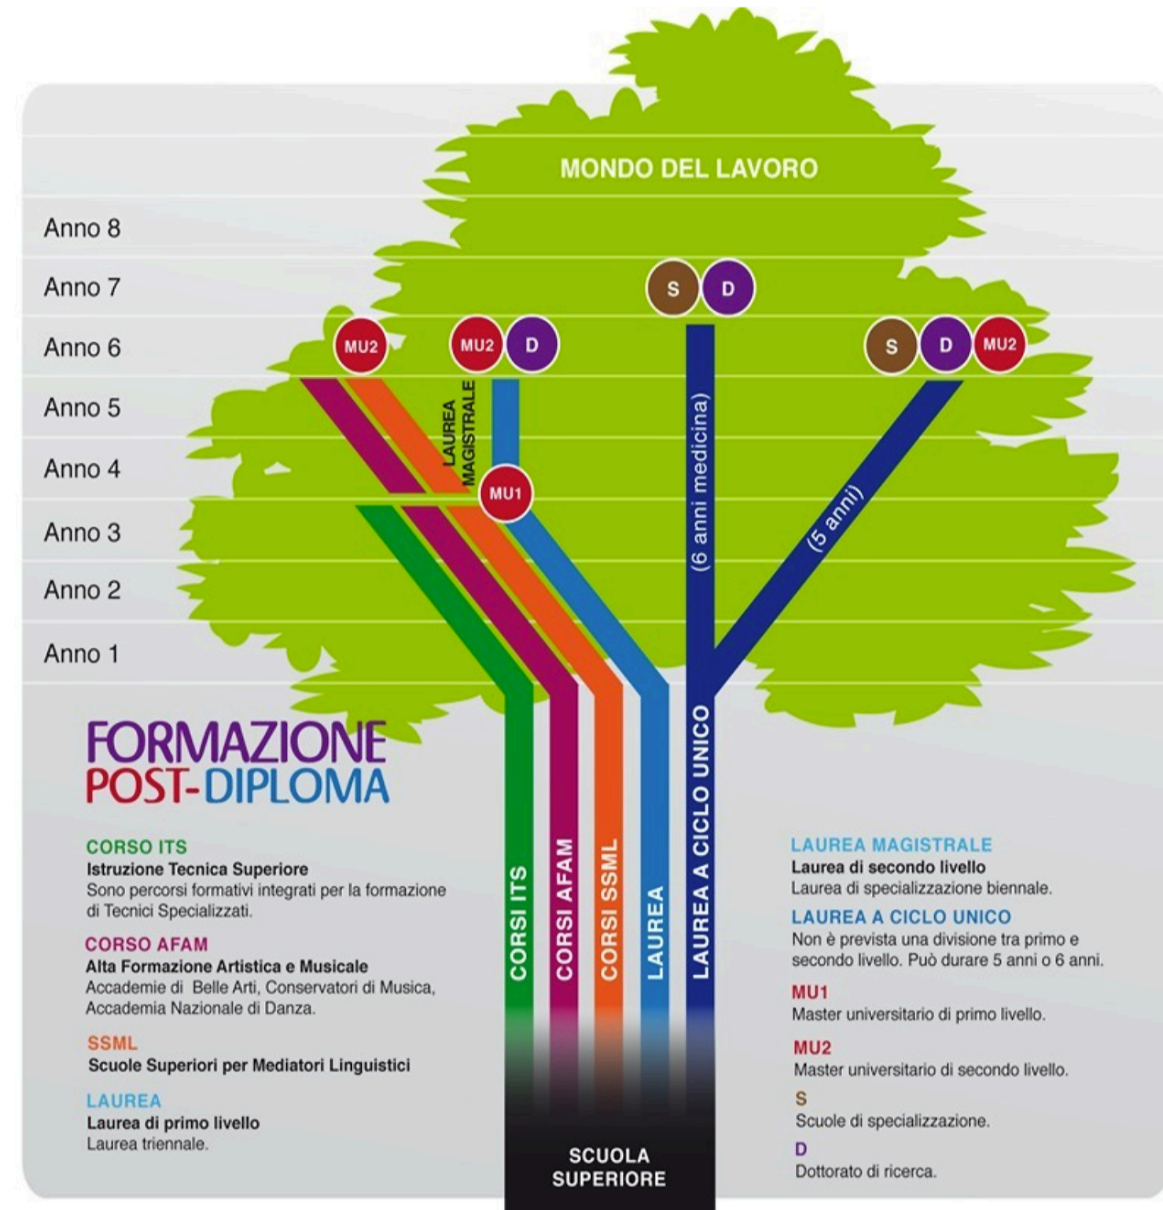 MONDO DEL LAVORO
Anno 8
Anno 7
S
D
Anno 6
MU2
MU2
D
S
D
MU2
Anno 5
LAUREA
MAGISTRALE
Anno 4
MU1
(6 anni medicina)
(5 anni)
Anno 3
Anno 2
Anno 1
FORMAZIONE
POST-DIPLOMA
CORSO ITS
Istruzione Tecnica Superiore
Sono percorsi formativi integrati per la formazione
di Tecnici Specializzati.
CORSO AFAM
Alta Formazione Artistica e Musicale
Accademie di Belle Arti, Conservatori di Musica,
Accademia Nazionale di Danza.
SSML
Scuole Superiori per Mediatori Linguistici
LAUREA
Laurea di primo livello
Laurea triennale.
CORSI ITS
CORSI AFAM
CORSI SSML
LAUREA
LAUREA A CICLO UNICO
SCUOLA
SUPERIORE
LAUREA MAGISTRALE
Laurea di secondo livello
Laurea di specializzazione biennale.
LAUREA A CICLO UNICO
Non è prevista una divisione tra primo e
secondo livello. Può durare 5 anni o 6 anni.
MU1
Master universitario di primo livello.
MU2
Master universitario di secondo livello.
S
Scuole di specializzazione.
D
Dottorato di ricerca.